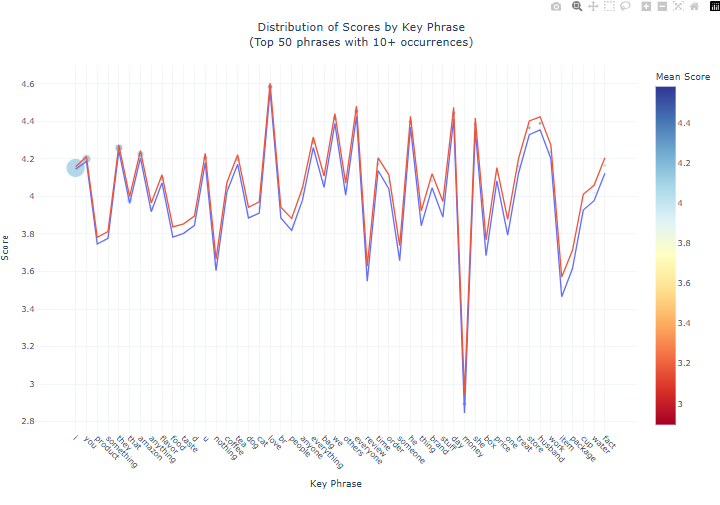 Distribution of Scores by Key Phrase
(Top 50 phrases with 10+ occurrences)
Mean Score
4.6
4.4
4.2
4
3.8
3.6
3.4
3.2
3
2.8
Score
4.4
4.2
4
3.8
3.6
3.4
3.2
3
i
you
product
something
they
that
amazon
anything
flavor
food
taste
d
u
nothing
coffee
tea
dog
cat
love
br
people
anyone
everything
bag
we
others
everyone
review
time
order
someone
he
thing
brand
stuff
day
money
she
box
price
one
treat
store
husband
work
item
package
cup
water
fact
Key Phrase